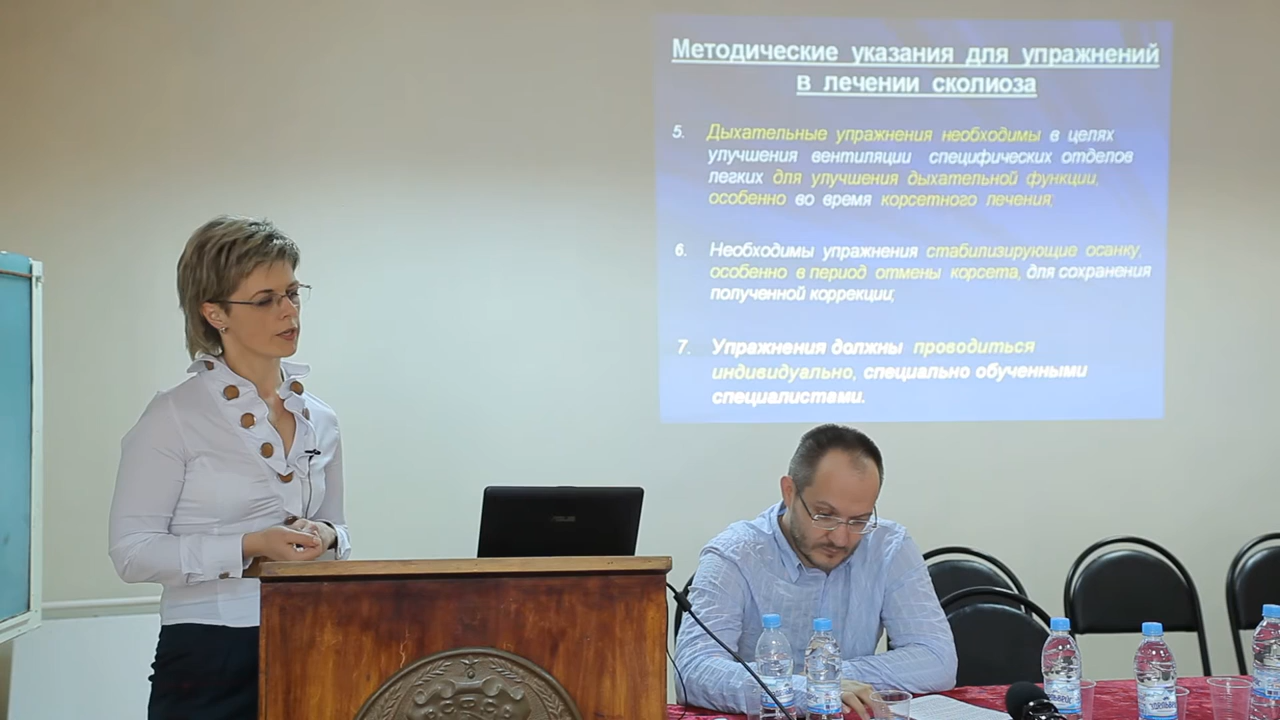 Методические указания для упражнений
в лечении сколиоза
5. Дыхательные упражнения необходимы в целях
улучшения вентиляции специфических отделов
легких для улучшения дыхательной функции,
особенно во время корсетного лечения;
6. Необходимы упражнения стабилизирующие осанку,
особенно в период отмены корсета, для сохранения
полученной коррекции;
7. Упражнения должны проводиться
индивидуально, специально обученными
специалистами.
ASUS